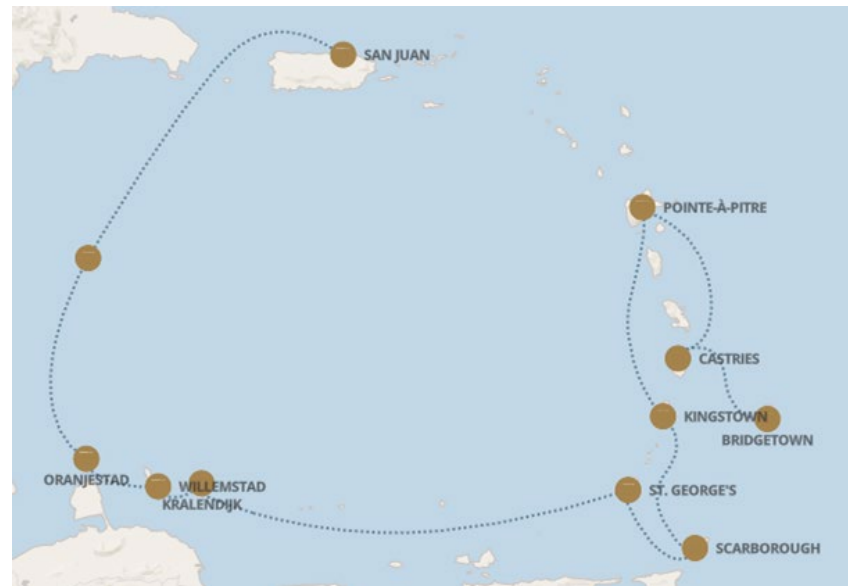 SAN JUAN
POINTE-À-PITRE
CASTRIES
KINGSTOWN
BRIDGETOWN
ORANJESTAD
WILLEMSTAD
KRALENDIJK
ST. GEORGE'S
SCARBOROUGH